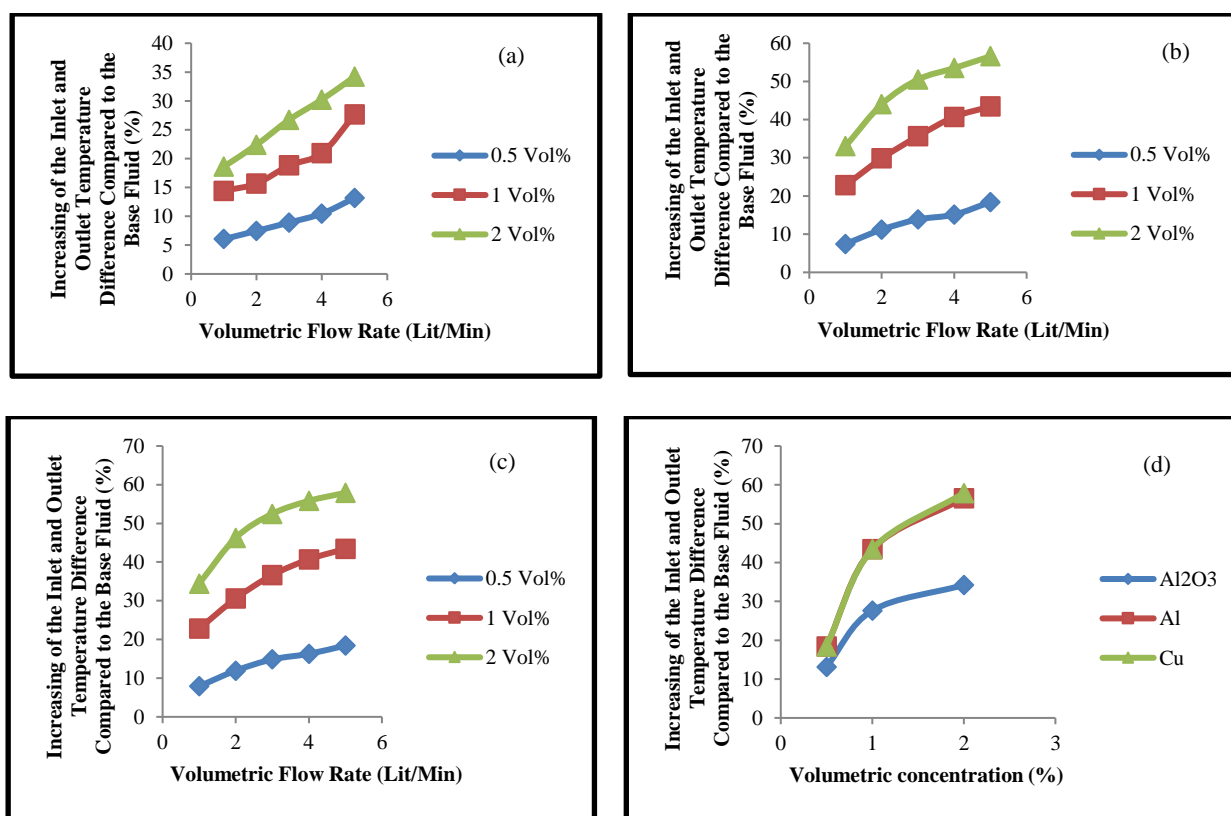 (a)
Increasing of the Inlet and
Outlet Temperature
Difference Compared to the
Base Fluid (%)
40
35
30
25
20
15
10
5
0
0
2
4
6
Volumetric Flow Rate (Lit/Min)
0.5 Vol%
1 Vol%
2 Vol%
(b)
Increasing of the Inlet and
Outlet Temperature
Difference Compared to the
Base Fluid (%)
60
50
40
30
20
10
0
0
2
4
6
Volumetric Flow Rate (Lit/Min)
0.5 Vol%
1 Vol%
2 Vol%
(c)
Increasing of the Inlet and Outlet
Temperature Difference
Compared to the Base Fluid (%)
70
60
50
40
30
20
10
0
0
2
4
6
Volumetric Flow Rate (Lit/Min)
0.5 Vol%
1 Vol%
2 Vol%
(d)
Increasing of the Inlet and Outlet
Temperature Difference
Compared to the Base Fluid (%)
70
60
50
40
30
20
10
0
0
1
2
3
Volumetric concentration (%)
Al2O3
Al
Cu